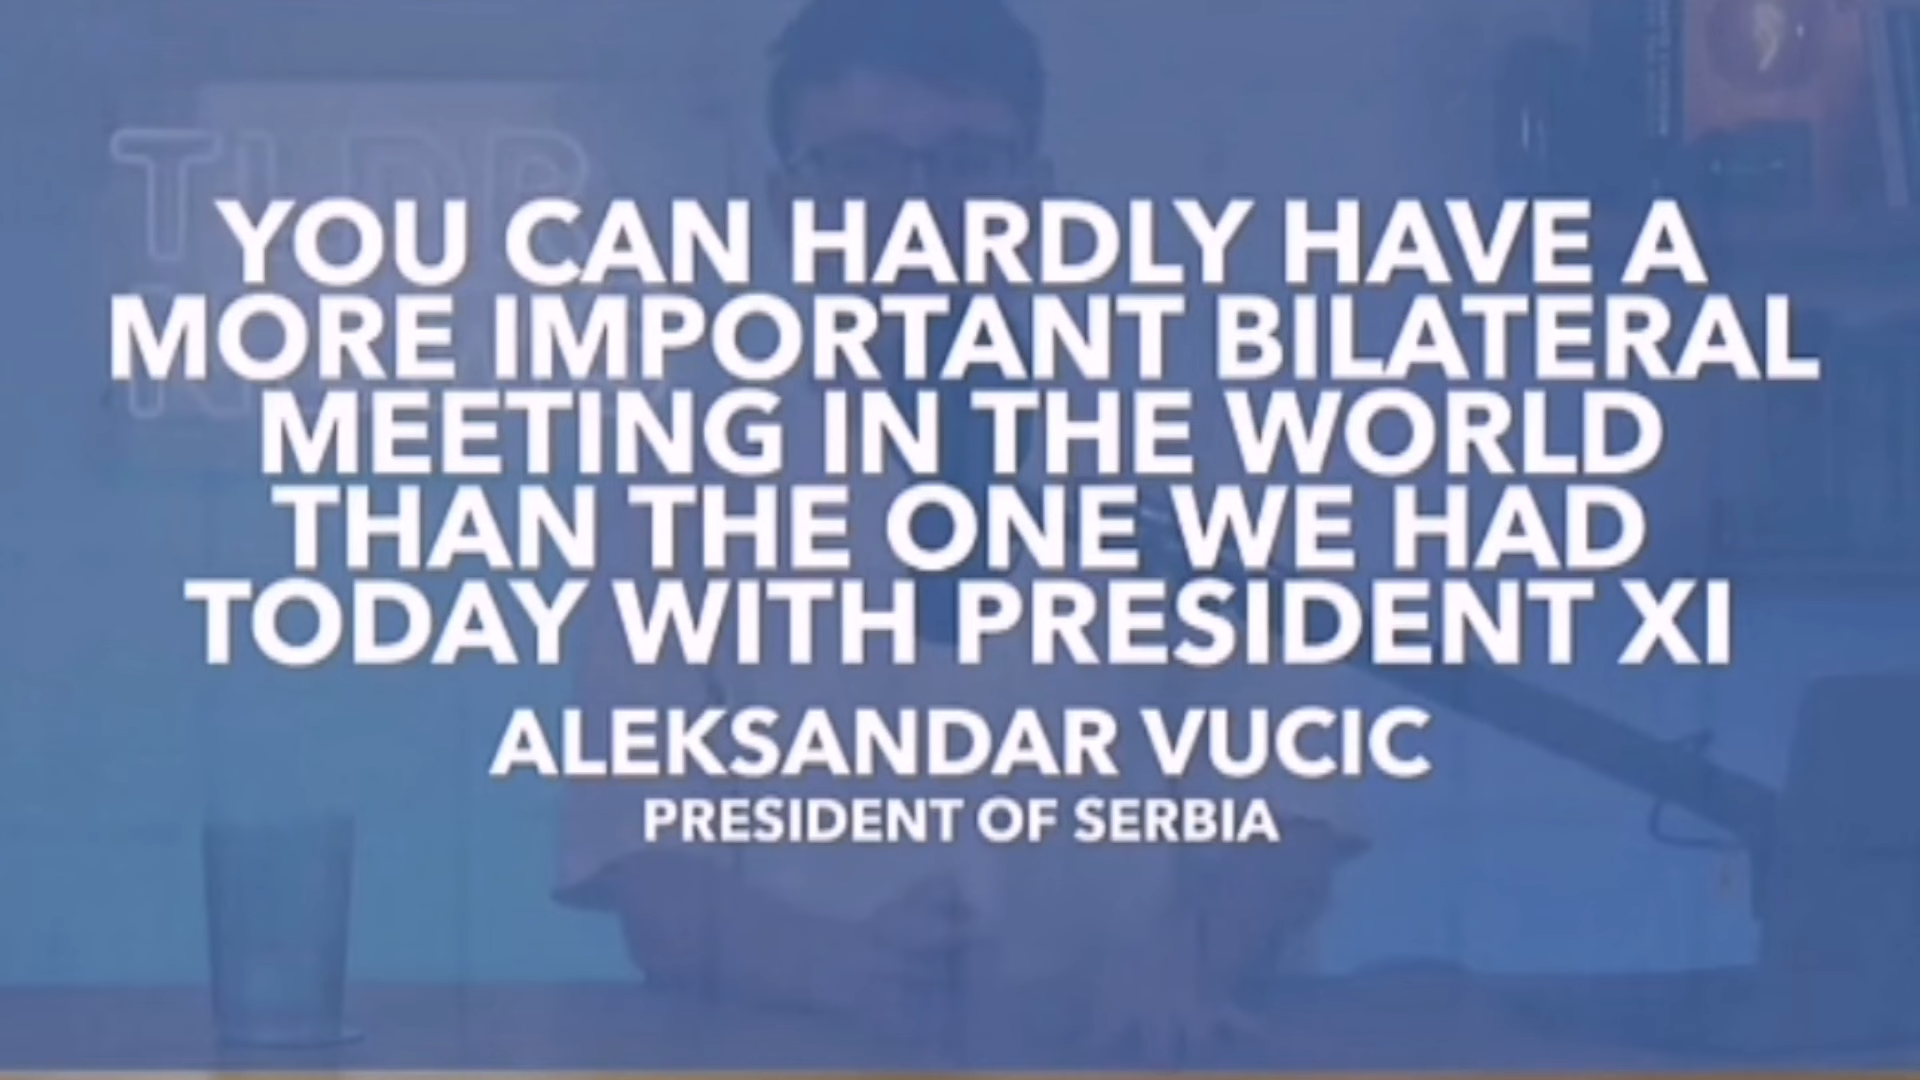 TLDR
YOU CAN HARDLY HAVE A
MORE IMPORTANT BILATERAL
MEETING IN THE WORLD
THAN THE ONE WE HAD
TODAY WITH PRESIDENT XI
ALEKSANDAR VUCIC
PRESIDENT OF SERBIA